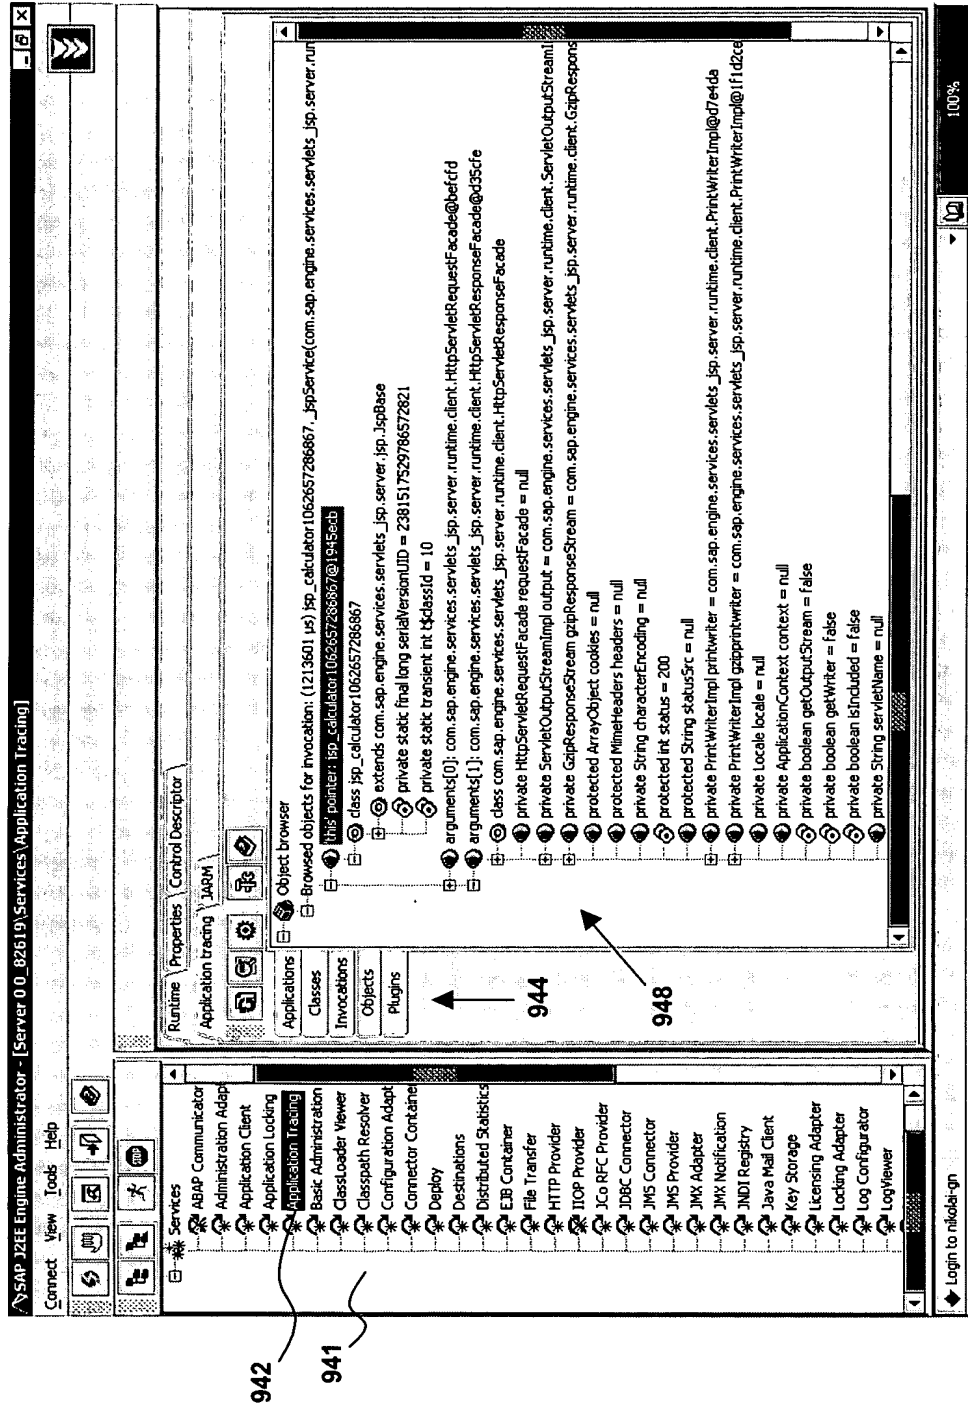 SAP J2EE Engine Administrator - [Server 0 0_82619\Services\Application Tracing]
Connect View Tools Help
Services
ABAP Communicator
Administration Adapt
Application Client
Application Locking
Application Tracing
Basic Administration
ClassLoader Viewer
Classpath Resolver
Configuration Adapt
Connector Container
Deploy
Destinations
Distributed Statistics
EJB Container
File Transfer
HTTP Provider
IIOP Provider
JCo RFC Provider
JDBC Connector
JMS Connector
JMS Provider
JMX Adapter
JMX Notification
JNDI Registry
Java Mail Client
Key Storage
Licensing Adapter
Locking Adapter
Log Configurator
LogViewer
Runtime Properties Control Descriptor
Application tracing JARM
Applications
Classes
Invocations
Objects
Plugins
Object browser
Browsed objects for invocation: (1213601 µs) jsp_calculator1062657286867._jspService(com.sap.engine.services.servlets_jsp.server.run
this pointer: jsp_calculator1062657286867@1945ecb
class jsp_calculator1062657286867
extends com.sap.engine.services.servlets_jsp.server.jsp.JspBase
private static final long serialVersionUID = 2381517529786572821
private static transient int t$classId = 10
arguments[0]: com.sap.engine.services.servlets_jsp.server.runtime.client.HttpServletRequestFacade@befcfd
arguments[1]: com.sap.engine.services.servlets_jsp.server.runtime.client.HttpServletResponseFacade@d35cfe
class com.sap.engine.services.servlets_jsp.server.runtime.client.HttpServletResponseFacade
private HttpServletRequestFacade requestFacade = null
private ServletOutputStreamImpl output = com.sap.engine.services.servlets_jsp.server.runtime.client.ServletOutputStreamI
private GzipResponseStream gzipResponseStream = com.sap.engine.services.servlets_jsp.server.runtime.client.GzipRespons
protected ArrayObject cookies = null
protected MimeHeaders headers = null
private String characterEncoding = null
protected int status = 200
protected String statusSrc = null
private PrintWriterImpl printwriter = com.sap.engine.services.servlets_jsp.server.runtime.client.PrintWriterImpl@d7e4da
private PrintWriterImpl gzipprintwriter = com.sap.engine.services.servlets_jsp.server.runtime.client.PrintWriterImpl@1f1d2ce
private Locale locale = null
private ApplicationContext context = null
private boolean getOutputStream = false
private boolean getWriter = false
private boolean isIncluded = false
private String servletName = null
Login to nikolai-gn
100%
942
941
944
948